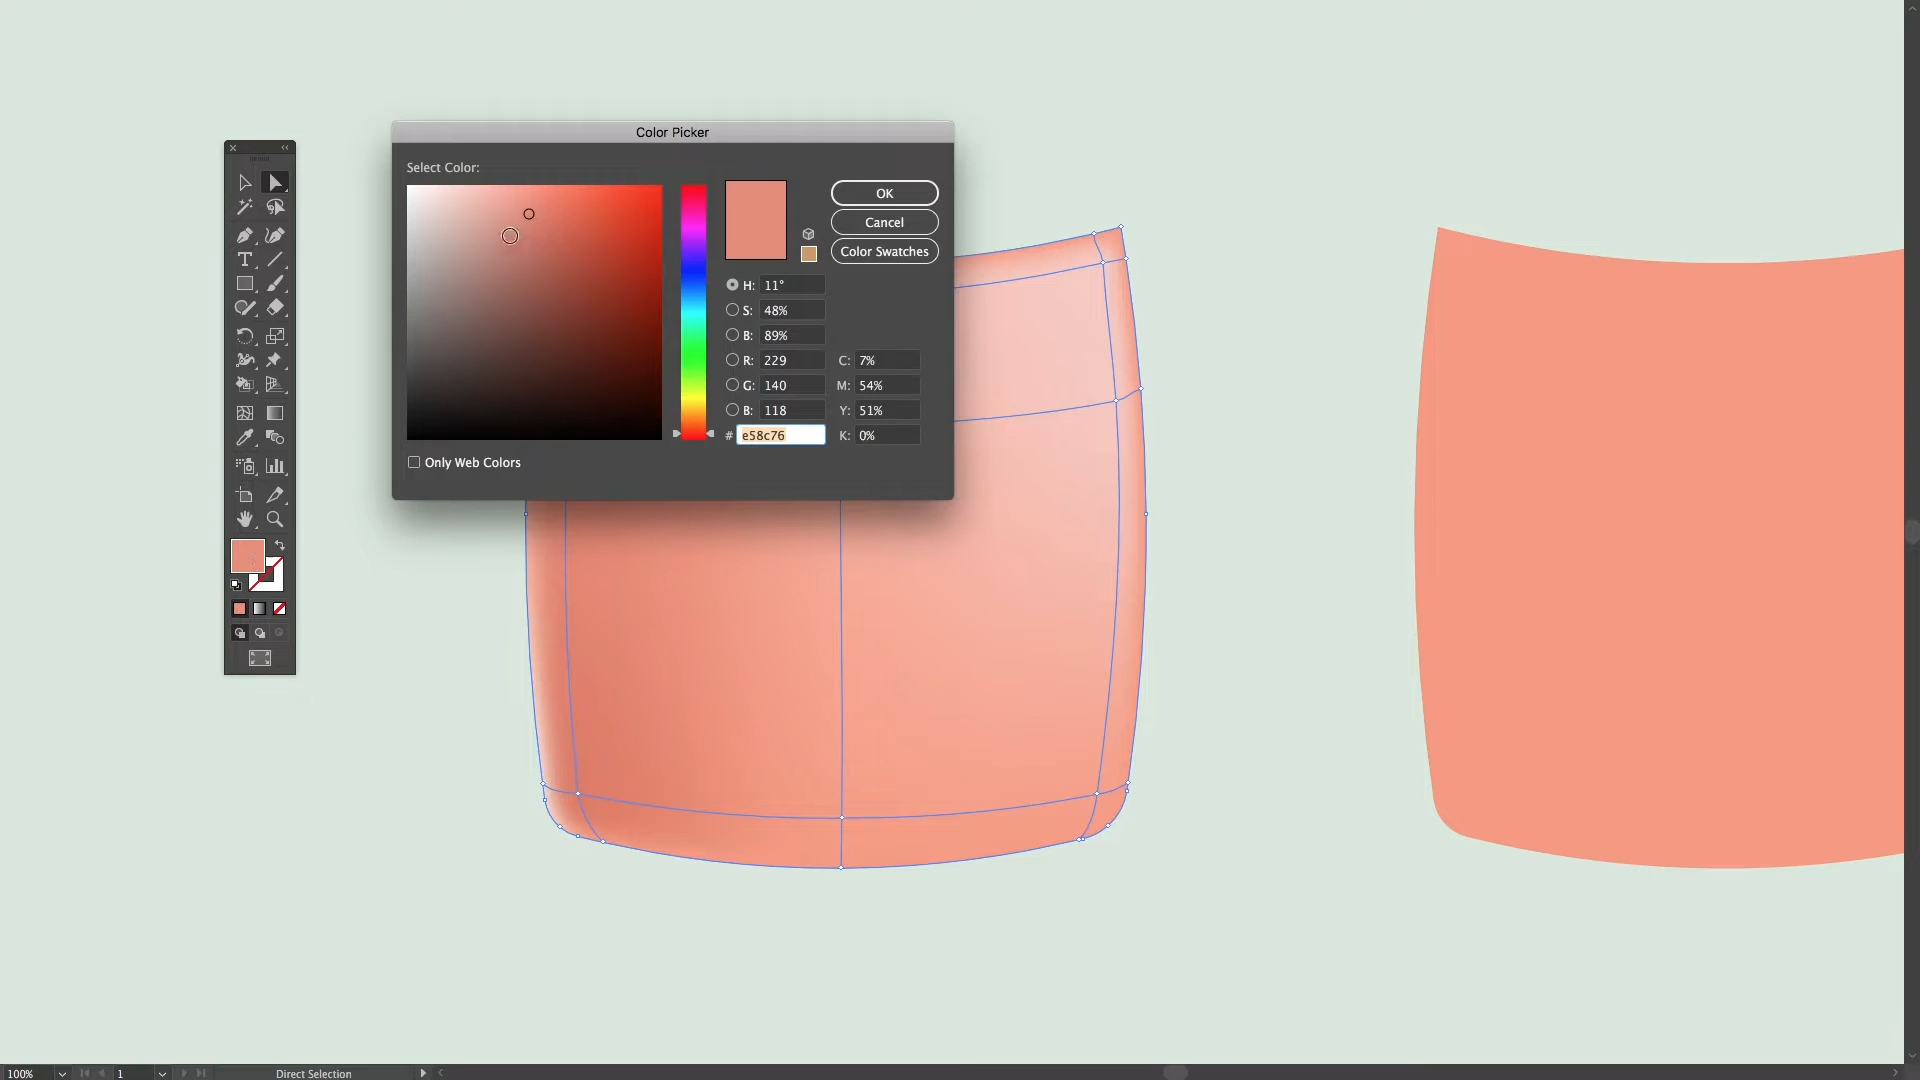 Color Picker
Select Color:
OK
Cancel
Color Swatches
H: 11°
S: 48%
B: 89%
R: 229 C: 7%
G: 140 M: 54%
B: 118 Y: 51%
# e58c76 K: 0%
Only Web Colors
100% 1 Direct Selection